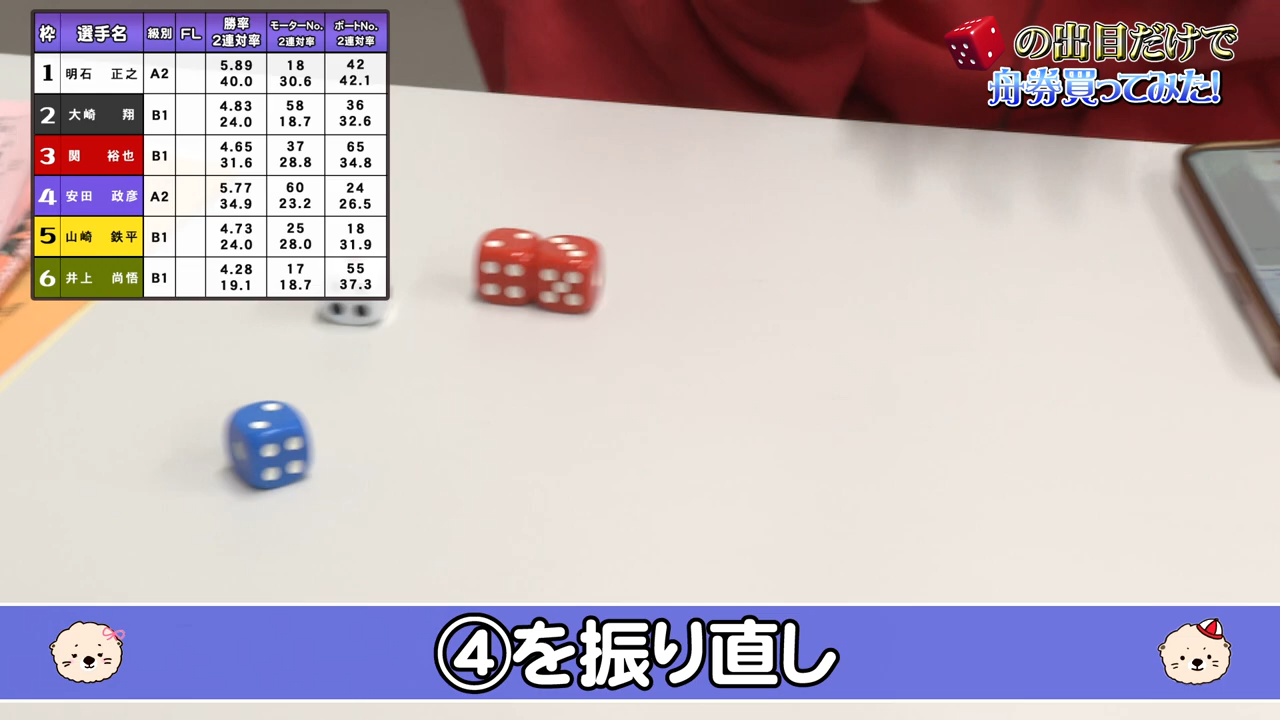 枠 選手名 級別 FL 勝率 2連対率 モーターNo. 2連対率 ボートNo. 2連対率
1 明石 正之 A2 5.89 40.0 18 30.6 42 42.1
2 大崎 翔 B1 4.83 24.0 58 18.7 36 32.6
3 関 裕也 B1 4.65 31.6 37 28.8 65 34.8
4 安田 政彦 A2 5.77 34.9 60 23.2 24 26.5
5 山崎 鉄平 B1 4.73 24.0 25 28.0 18 31.9
6 井上 尚悟 B1 4.28 19.1 17 18.7 55 37.3
の出目だけで
舟券買ってみた!
④を振り直し